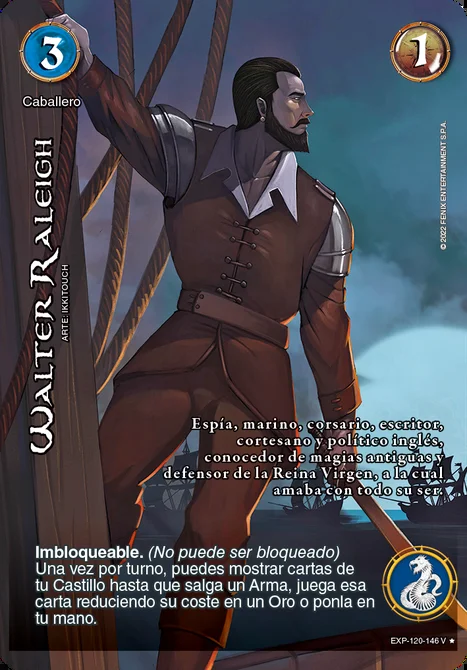 3
1
Caballero
WALTER RALEIGH
ARTE: IKKITOUCH
© 2022 FENIX ENTERTAINMENT S.P.A.
Espía, marino, corsario, escritor,
cortesano y político inglés,
conocedor de magias antiguas y
defensor de la Reina Virgen, a la cual
amaba con todo su ser.
Imbloqueable. (No puede ser bloqueado)
Una vez por turno, puedes mostrar cartas de
tu Castillo hasta que salga un Arma, juega esa
carta reduciendo su coste en un Oro o ponla en
tu mano.
EXP-120-146 V ★